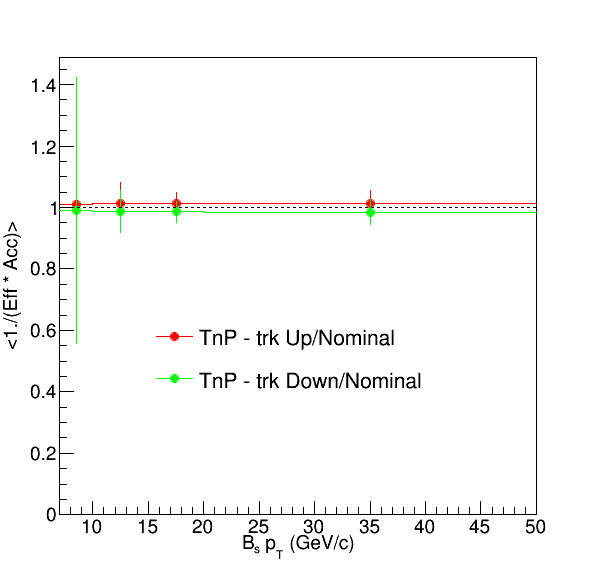 <1./(Eff * Acc)>
1.4
1.2
1
0.8
0.6
0.4
0.2
0
TnP - trk Up/Nominal
TnP - trk Down/Nominal
10 15 20 25 30 35 40 45 50
Bs pT (GeV/c)